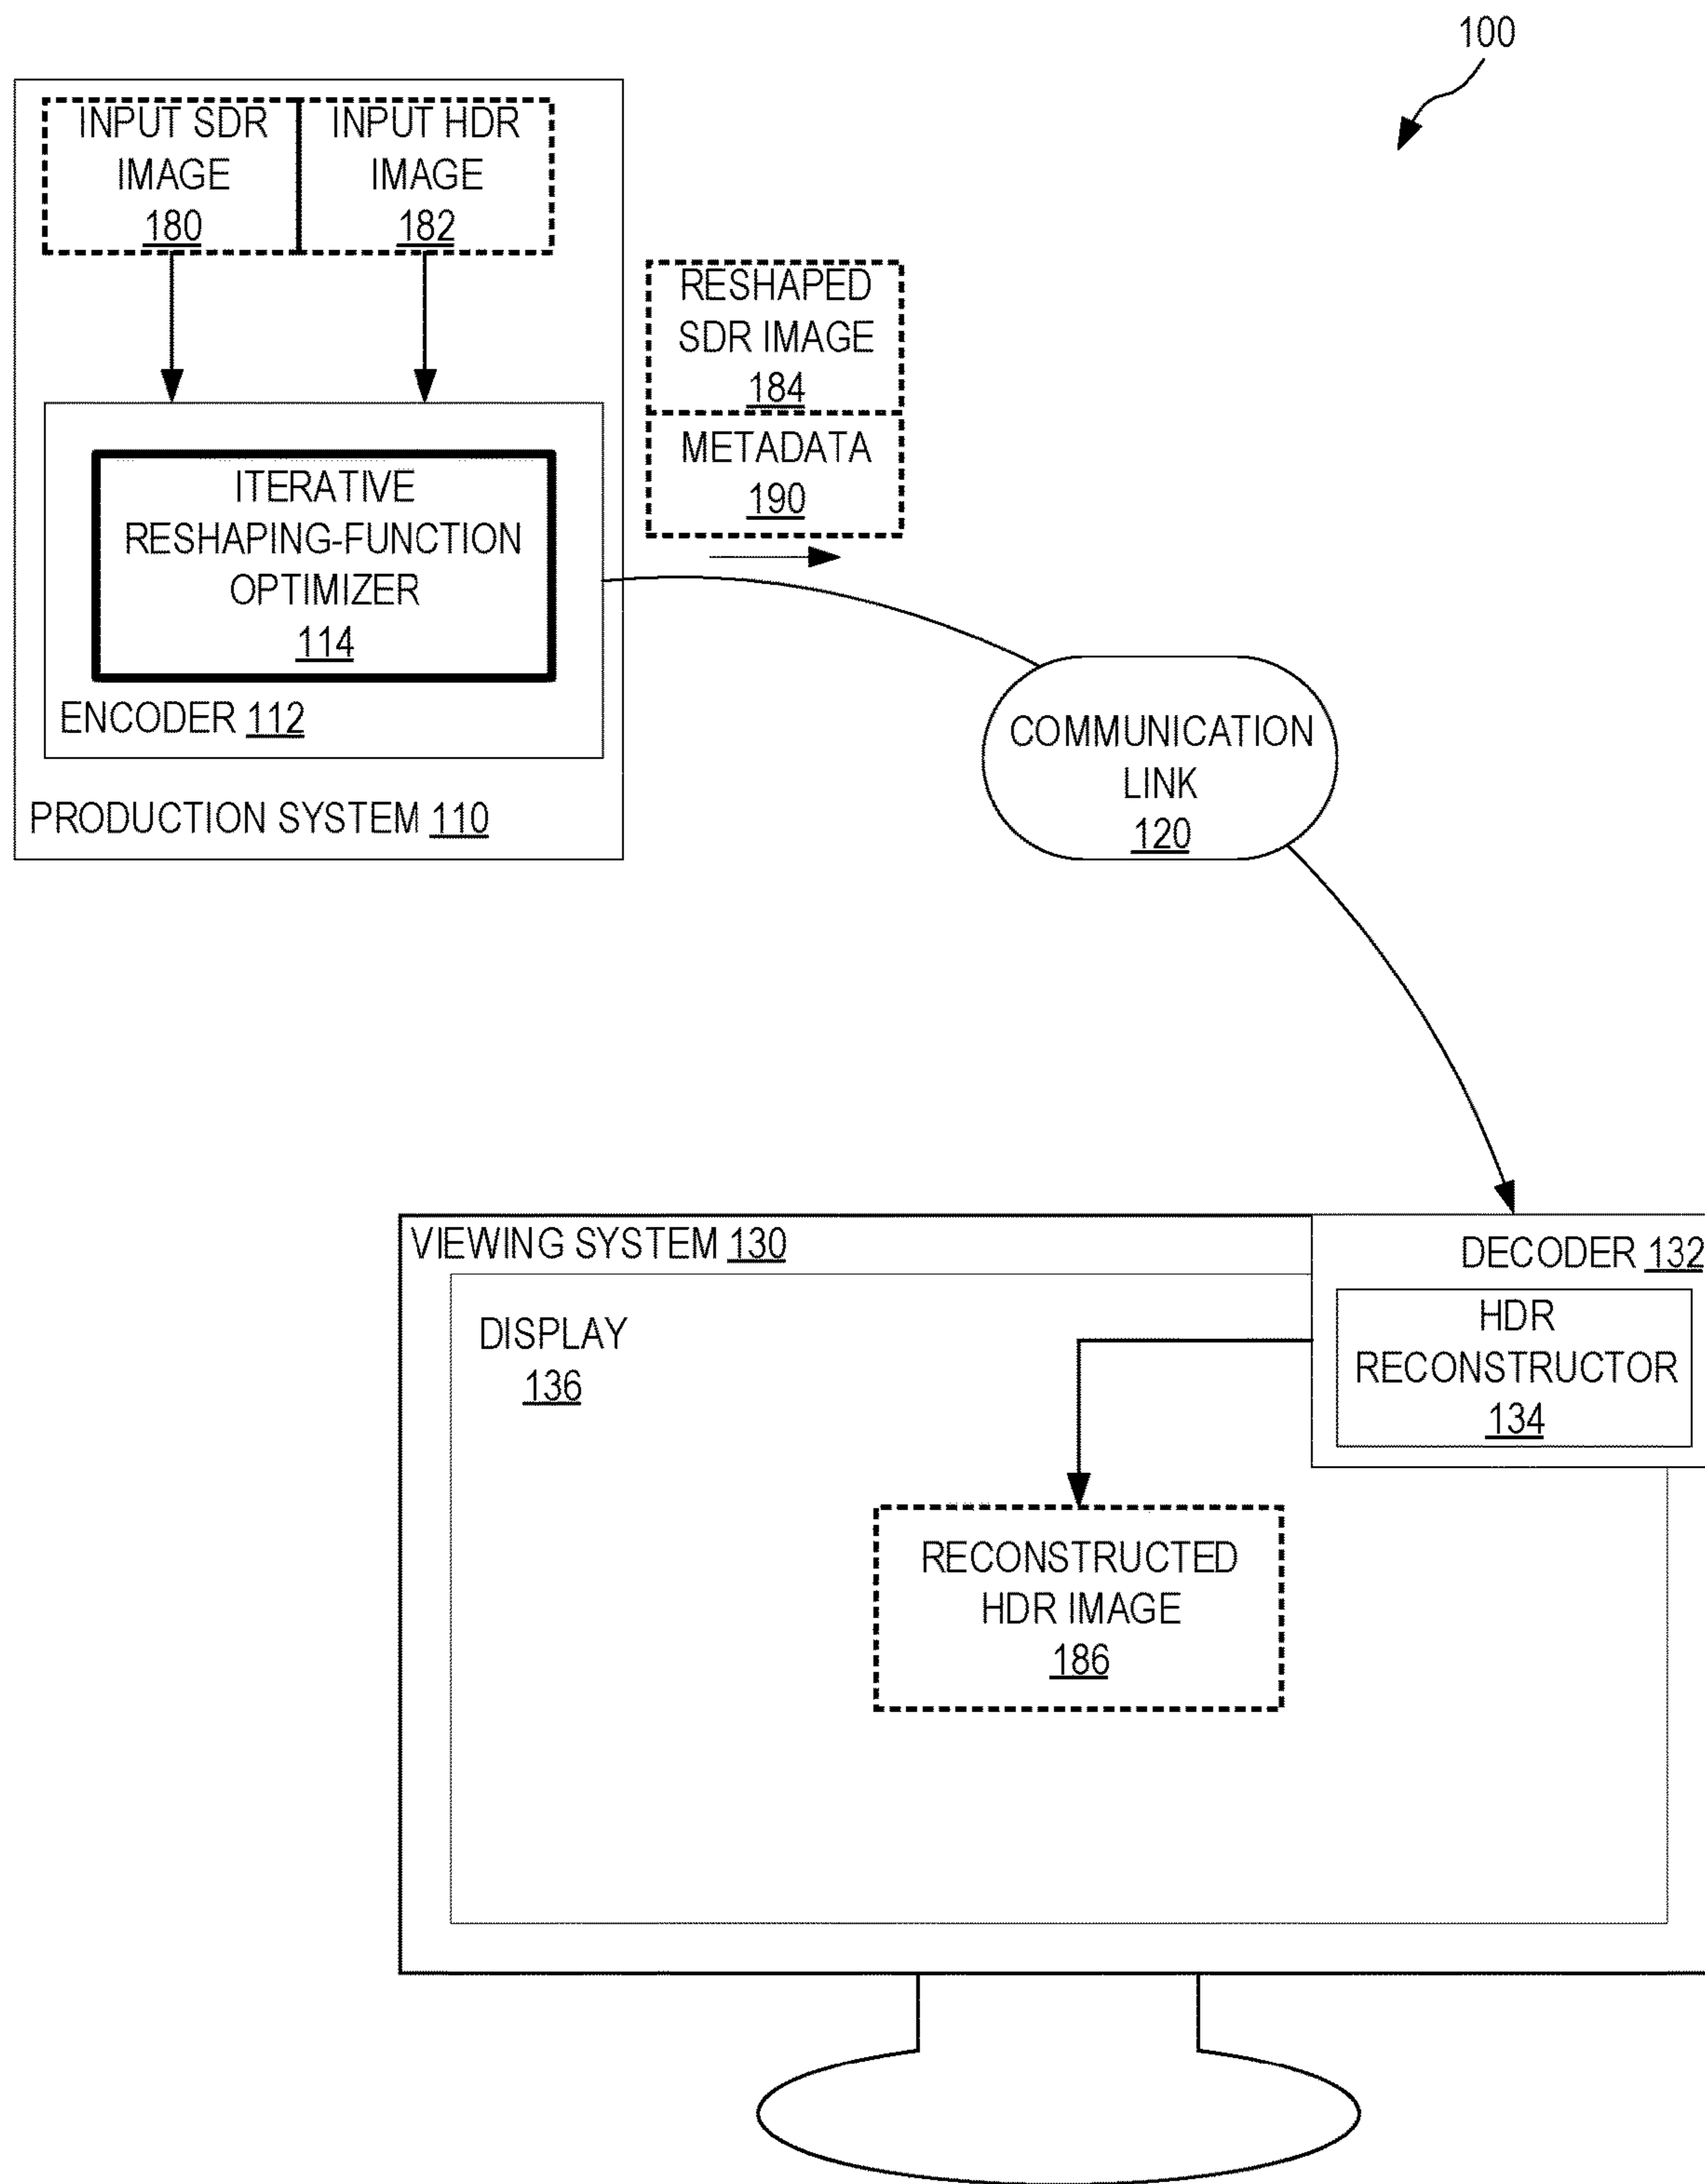 100
INPUT SDR
IMAGE
180
INPUT HDR
IMAGE
182
RESHAPED
SDR IMAGE
184
METADATA
190
ITERATIVE
RESHAPING-FUNCTION
OPTIMIZER
114
ENCODER 112
PRODUCTION SYSTEM 110
COMMUNICATION
LINK
120
VIEWING SYSTEM 130
DECODER 132
HDR
RECONSTRUCTOR
134
DISPLAY
136
RECONSTRUCTED
HDR IMAGE
186